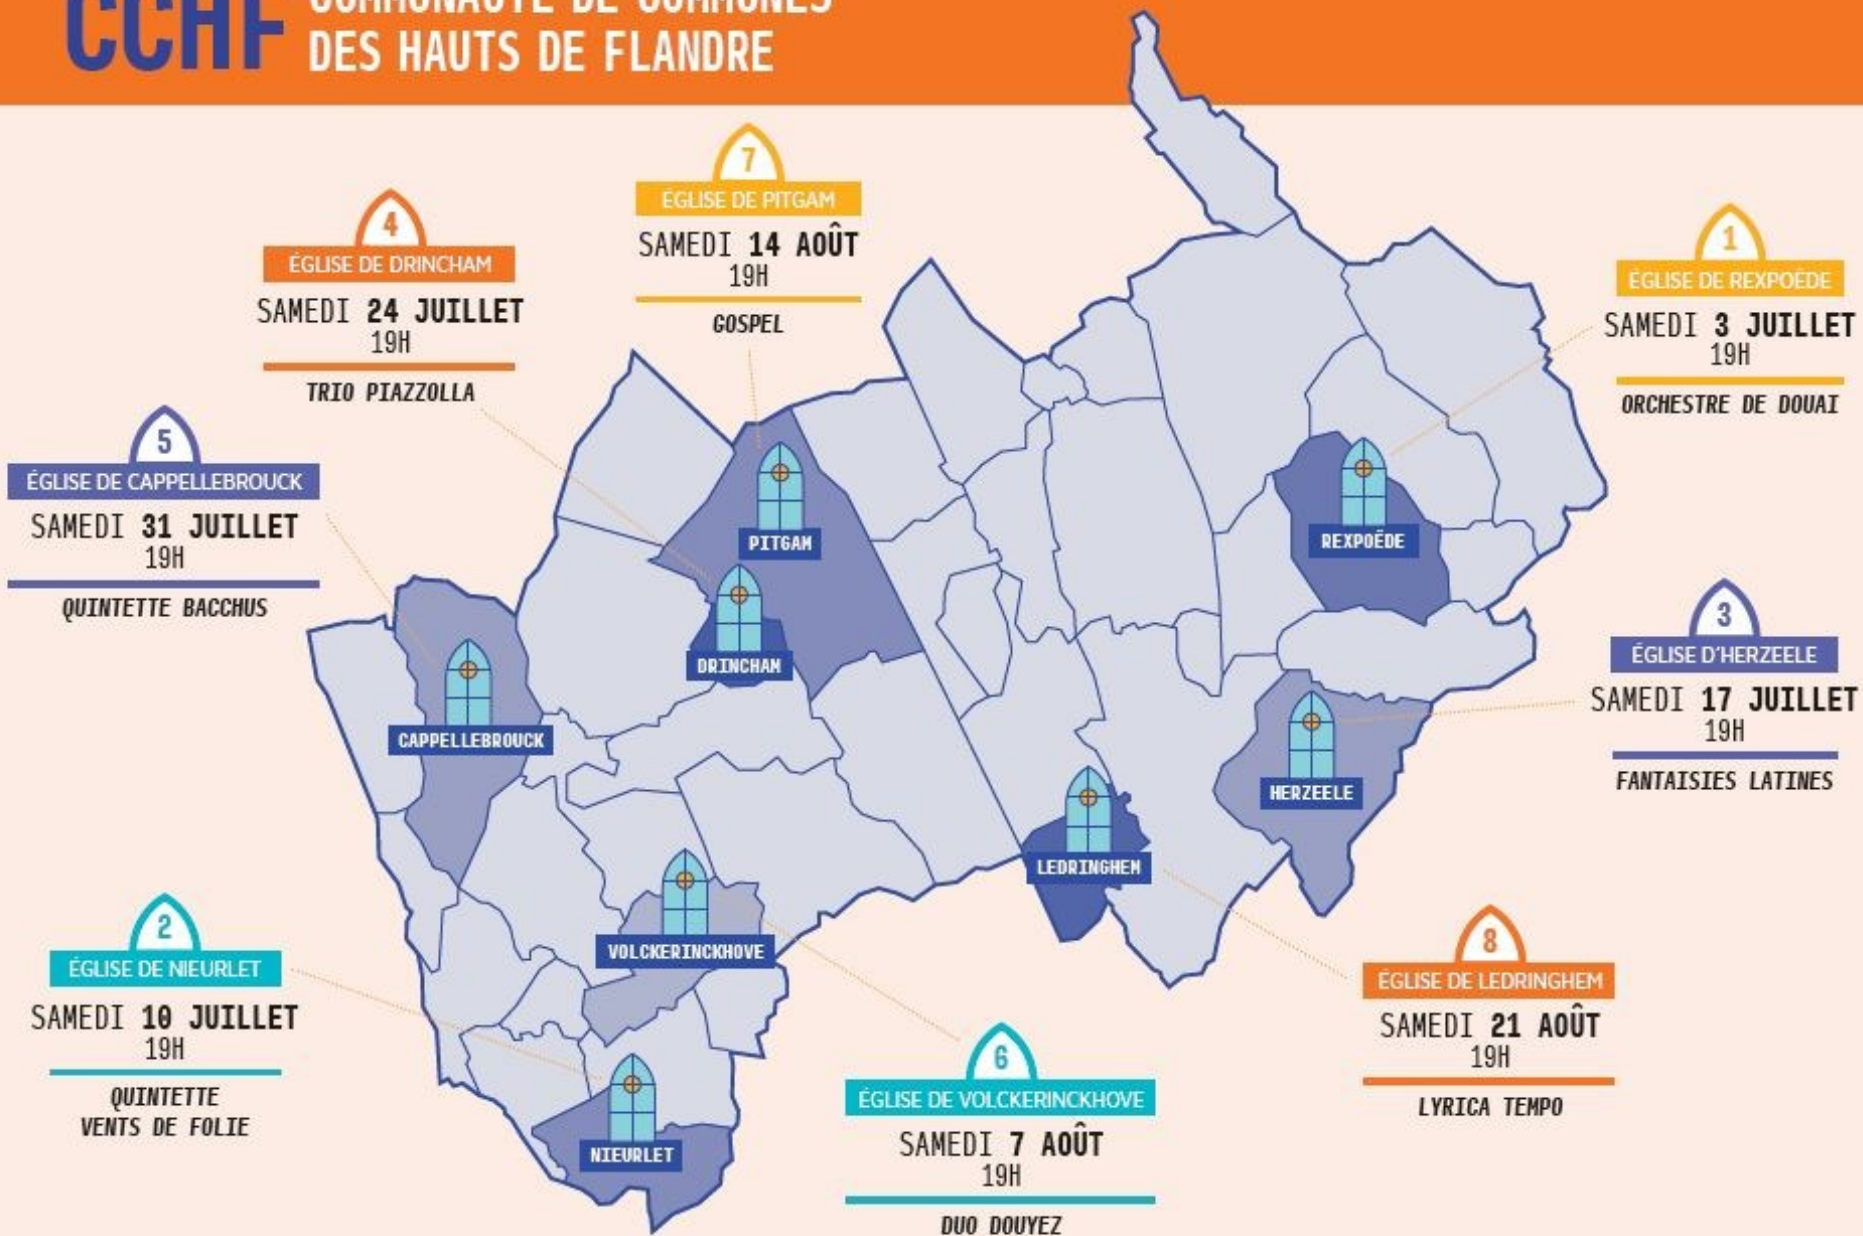 CCHF
COMMUNAUTÉ DE COMMUNES
DES HAUTS DE FLANDRE
7
ÉGLISE DE PITGAM
SAMEDI 14 AOÛT
19H
GOSPEL
4
ÉGLISE DE DRINCHAM
SAMEDI 24 JUILLET
19H
TRIO PIAZZOLLA
1
ÉGLISE DE REXPOËDE
SAMEDI 3 JUILLET
19H
ORCHESTRE DE DOUAI
5
ÉGLISE DE CAPPELLEBROUCK
SAMEDI 31 JUILLET
19H
QUINTETTE BACCHUS
3
ÉGLISE D'HERZEELE
SAMEDI 17 JUILLET
19H
FANTAISIES LATINES
PITGAM
REXPOËDE
DRINCHAM
CAPPELLEBROUCK
HERZEELE
LEDRINGHEM
VOLCKERINCKHOVE
NIEURLET
2
ÉGLISE DE NIEURLET
SAMEDI 10 JUILLET
19H
QUINTETTE
VENTS DE FOLIE
6
ÉGLISE DE VOLCKERINCKHOVE
SAMEDI 7 AOÛT
19H
DUO DOUYEZ
8
ÉGLISE DE LEDRINGHEM
SAMEDI 21 AOÛT
19H
LYRICA TEMPO